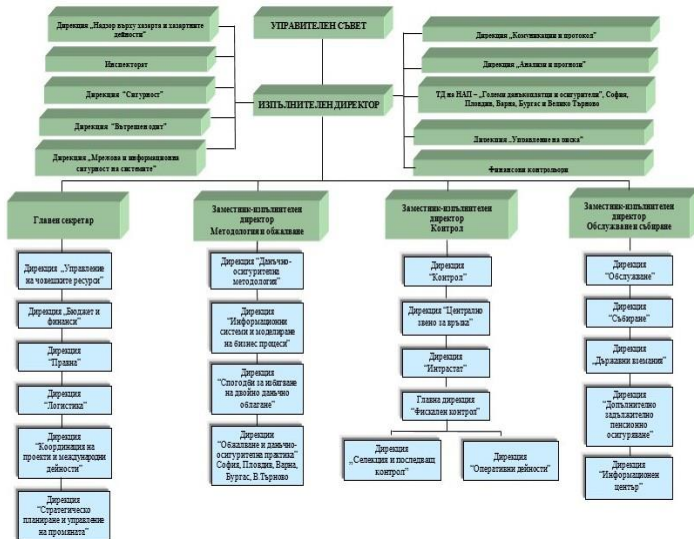 Дирекция „Надзор върху хазарта и хазартните
дейности“
Инспекторат
Дирекция "Сигурност"
Дирекция "Вътрешен одит"
Дирекция „Мрежова и информационна
сигурност на системите“
УПРАВИТЕЛЕН СЪВЕТ
ИЗПЪЛНИТЕЛЕН ДИРЕКТОР
Дирекция „Комуникации и протокол“
Дирекция „Анализи и прогнози“
ТД на НАП – „Големи данъкоплатци и осигурители“, София,
Пловдив, Варна, Бургас и Велико Търново
Дирекция "Управление на риска"
Финансови контрольори
Главен секретар
Дирекция „Управление
на човешките ресурси”
Дирекция „Бюджет и
финанси”
Дирекция
“Правна”
Дирекция
“Логистика”
Дирекция
“Координация на
проекти и международни
дейности”
Дирекция
“Стратегическо
планиране и управление
на промяната”
Заместник-изпълнителен
директор
Методология и обжалване
Дирекция “Данъчно-
осигурителна
методология”
Дирекция
“Информационни
системи и моделиране
на бизнес процеси”
Дирекция
“Спогодби за избягване
на двойно данъчно
облагане”
Дирекции
“Обжалване и данъчно-
осигурителна практика”
София, Пловдив, Варна,
Бургас, В.Търново
Заместник-изпълнителен
директор
Контрол
Дирекция
“Контрол”
Дирекция “Централно
звено за връзка”
Дирекция
“Интрастат”
Главна дирекция
“Фискален контрол”
Дирекция
„Селекция и последващ
контрол”
Дирекция
“Оперативни дейности”
Заместник-изпълнителен
директор
Обслужване и събиране
Дирекция
“Обслужване”
Дирекция
“Събиране”
Дирекция
„Държавни вземания”
Дирекция
“Допълнително
задължително
пенсионно
осигуряване”
Дирекция
“Информационен
център”